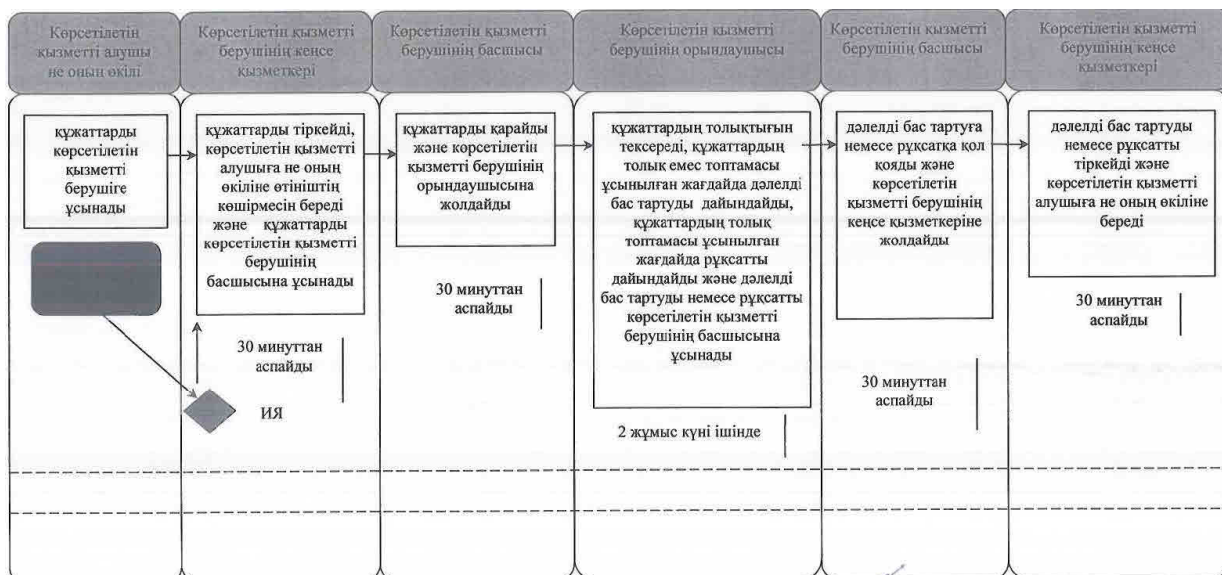 Көрсетілетін
қызметті алушы
не оның өкілі
Көрсетілетін қызметті
берушінің кеңсе
қызметкері
Көрсетілетін қызметті
берушінің басшысы
Көрсетілетін қызметті
берушінің орындаушысы
Көрсетілетін қызметті
берушінің басшысы
Көрсетілетін қызметті
берушінің кеңсе
қызметкері
құжаттарды
көрсетілетін
қызметті
берушіге
ұсынады
құжаттарды тіркейді,
көрсетілетін қызметті
алушыға не оның
өкіліне өтініштің
көшірмесін береді
және құжаттарды
көрсетілетін қызметті
берушінің
басшысына ұсынады
30 минуттан
аспайды
ИЯ
құжаттарды қарайды
және көрсетілетін
қызметті берушінің
орындаушысына
жолдайды
30 минуттан
аспайды
құжаттардың толықтығын
тексереді, құжаттардың
толық емес топтамасы
ұсынылған жағдайда дәлелді
бас тартуды дайындайды,
құжаттардың толық
топтамасы ұсынылған
жағдайда рұқсатты
дайындайды және дәлелді
бас тартуды немесе рұқсатты
көрсетілетін қызметті
берушінің басшысына
ұсынады
2 жұмыс күні ішінде
дәлелді бас тартуға
немесе рұқсатқа қол
қояды және
көрсетілетін
қызметті берушінің
кеңсе қызметкеріне
жолдайды
30 минуттан
аспайды
дәлелді бас тартуды
немесе рұқсатты
тіркейді және
көрсетілетін қызметті
алушыға не оның өкіліне
береді
30 минуттан
аспайды